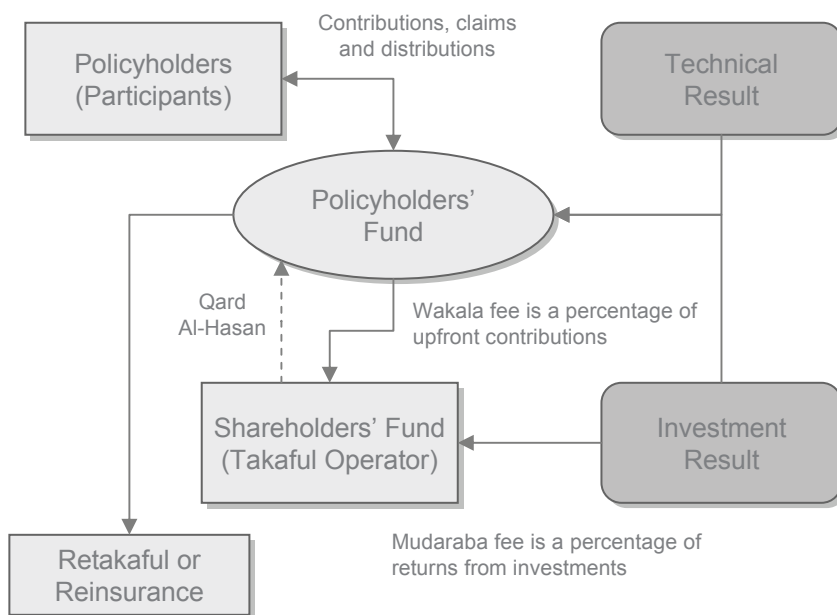 Contributions, claims
and distributions
Policyholders
(Participants)
Technical
Result
Policyholders’
Fund
Qard
Al-Hasan
Wakala fee is a percentage of
upfront contributions
Shareholders’ Fund
(Takaful Operator)
Investment
Result
Mudaraba fee is a percentage of
returns from investments
Retakaful or
Reinsurance